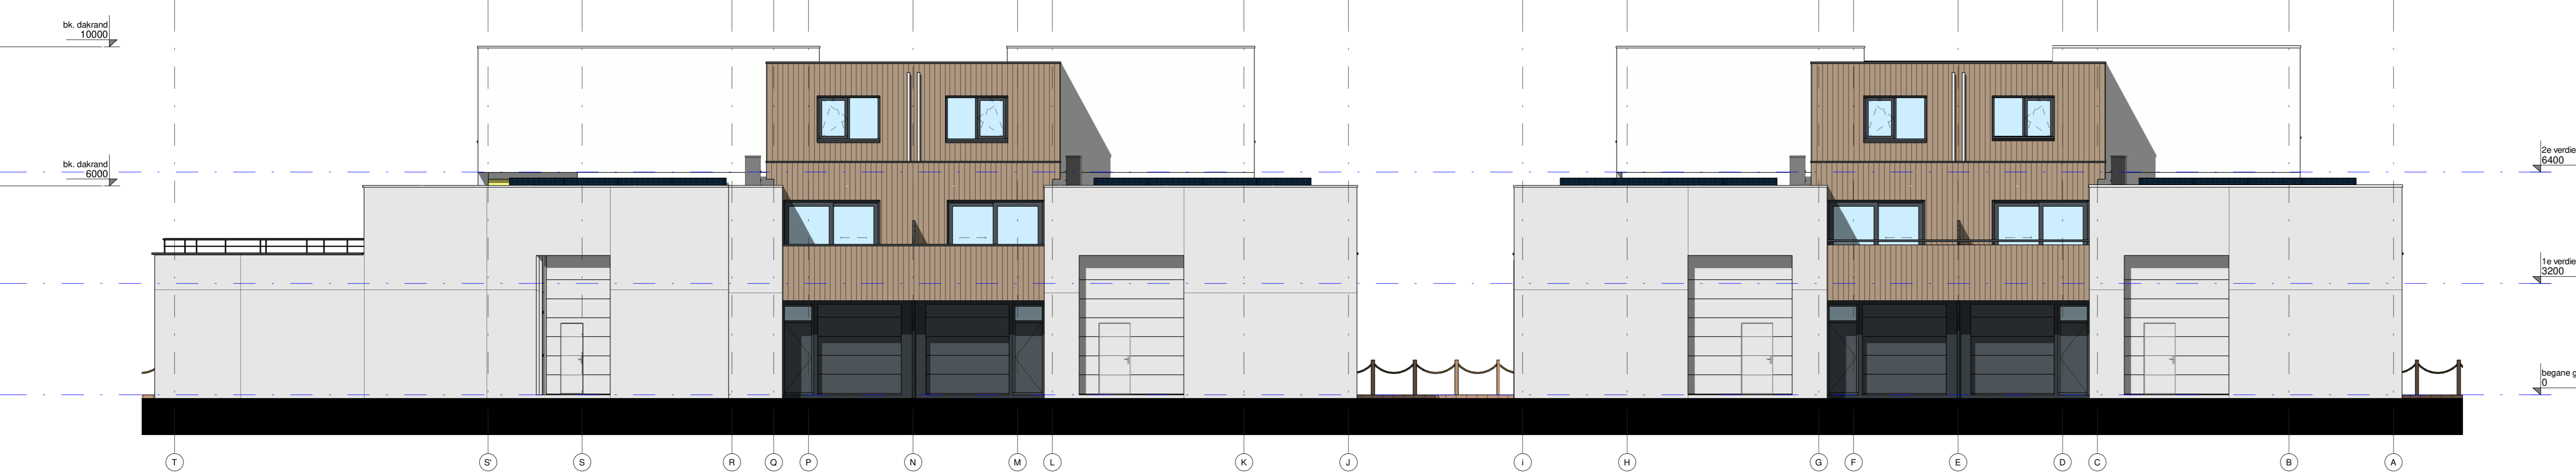 bk. dakrand
10000
bk. dakrand
6000
2e verdie
6400
1e verdie
3200
begane g
0
T S' S R Q P N M L K J i H G F E D C B A